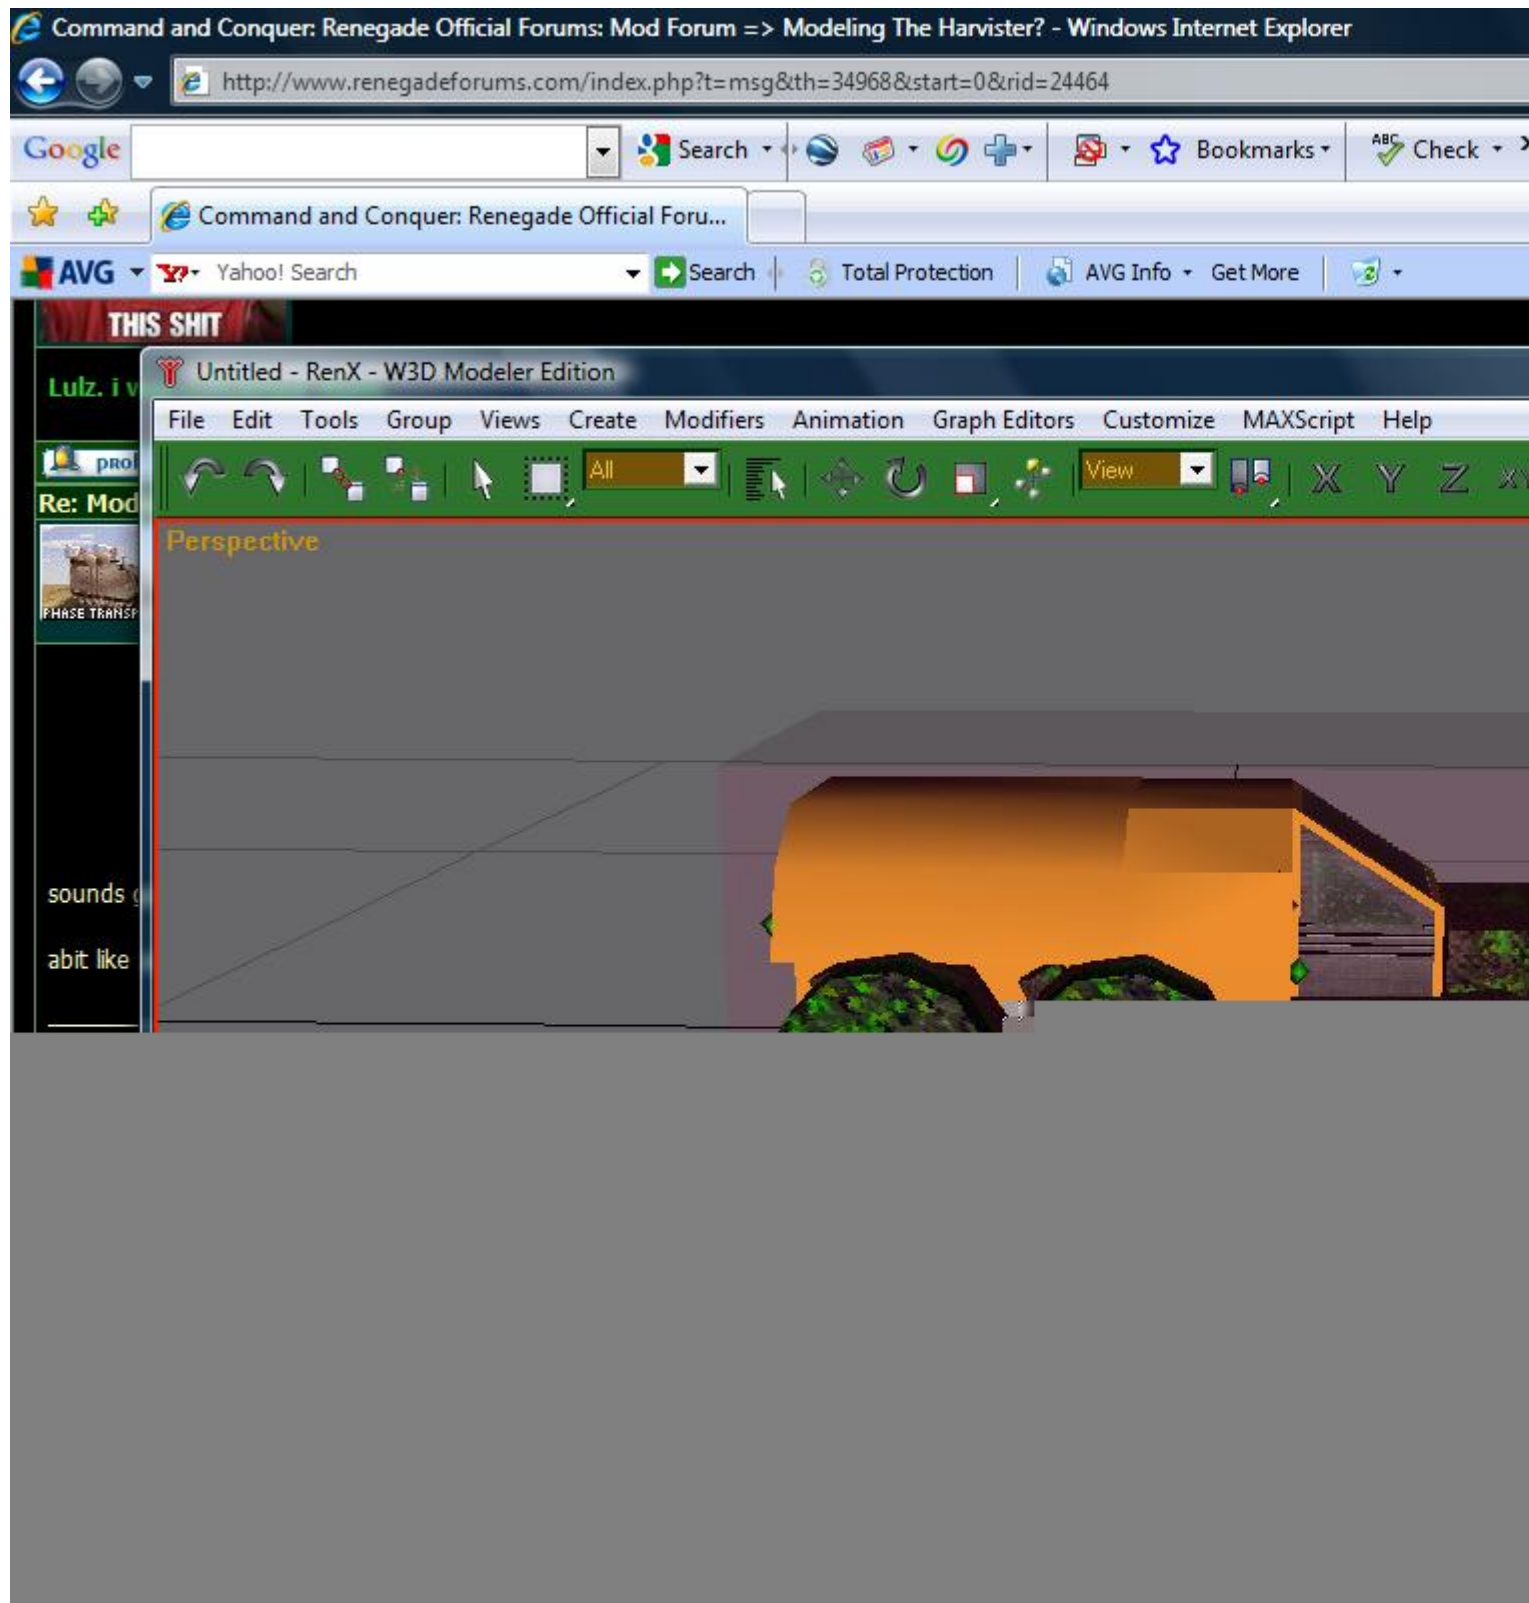 Command and Conquer: Renegade Official Forums: Mod Forum => Modeling The Harvister? - Windows Internet Explorer
http://www.renegadeforums.com/index.php?t=msg&th=34968&start=0&rid=24464
Google Search Bookmarks ABC Check
Command and Conquer: Renegade Official Foru...
AVG Y! Yahoo! Search Search Total Protection AVG Info Get More
THIS SHIT
Untitled - RenX - W3D Modeler Edition
Lulz. i
File Edit Tools Group Views Create Modifiers Animation Graph Editors Customize MAXScript Help
All View X Y Z
Re: Mod
Perspective
PHASE TRANSP
sounds
abit like